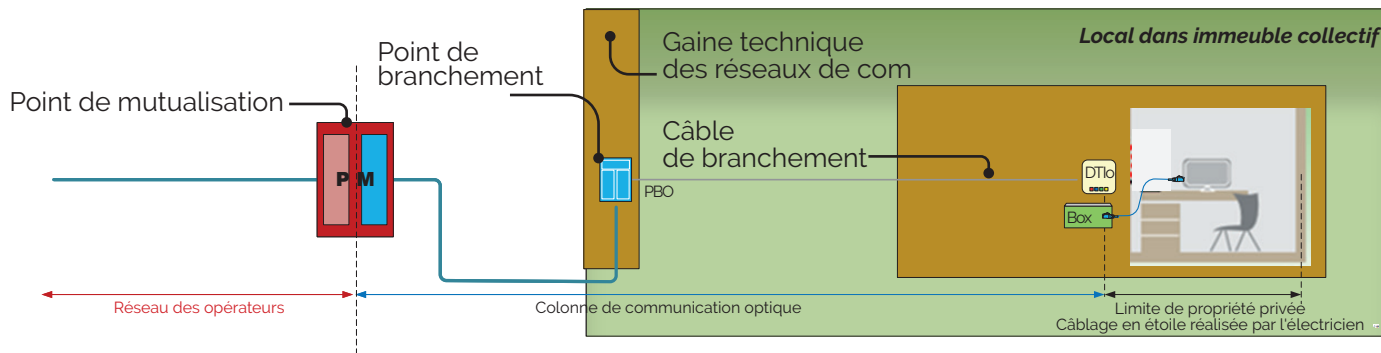 Local dans immeuble collectif
Gaine technique
des réseaux de com
Point de
branchement
Point de mutualisation
Câble
de branchement
P M
PBO
DTIo
Box
Réseau des opérateurs
Colonne de communication optique
Limite de propriété privée
Câblage en étoile réalisée par l'électricien